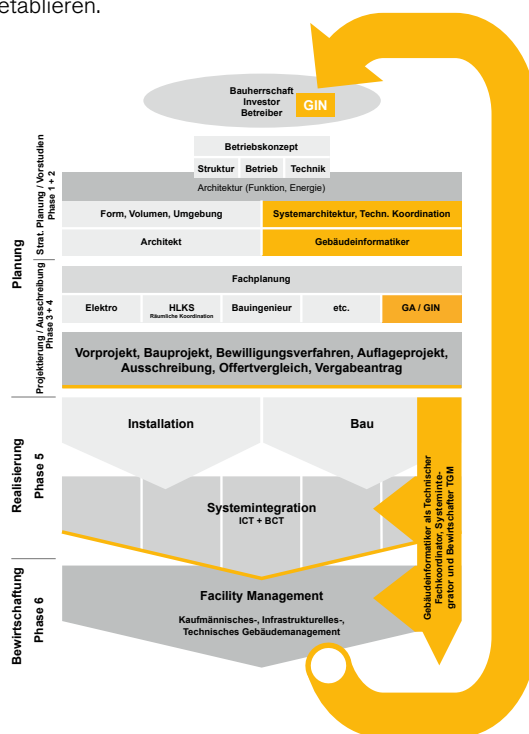 etablieren.
Bauherrschaft
Investor
Betreiber
GIN
Betriebskonzept
Struktur Betrieb Technik
Architektur (Funktion, Energie)
Form, Volumen, Umgebung
Systemarchitektur, Techn. Koordination
Architekt
Gebäudeinformatiker
Planung
Strat. Planung / Vorstudien
Phase 1 + 2
Fachplanung
Elektro
HLKS
Räumliche Koordination
Bauingenieur
etc.
GA / GIN
Projektierung / Ausschreibung
Phase 3 + 4
Vorprojekt, Bauprojekt, Bewilligungsverfahren, Auflageprojekt,
Ausschreibung, Offertvergleich, Vergabeantrag
Realisierung
Phase 5
Installation
Bau
Systemintegration
ICT + BCT
Gebäudeinformatiker als Technischer
Fachkoordinator, Systeminte-
grator und Bewirtschafter TGM
Bewirtschaftung
Phase 6
Facility Management
Kaufmännisches-, Infrastrukturelles-,
Technisches Gebäudemanagement